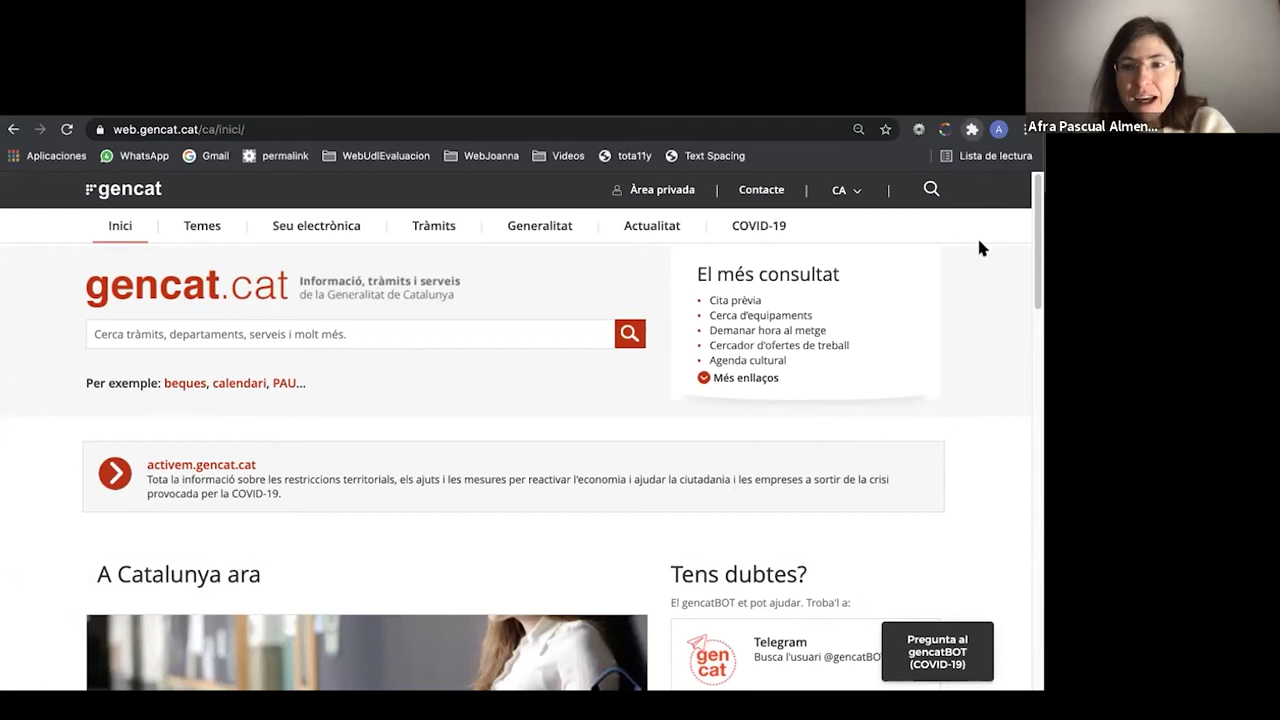 Afra Pascual Almen...
web.gencat.cat/ca/inici/
A
Aplicaciones
WhatsApp
Gmail
permalink
WebUdlEvaluacion
WebJoanna
Videos
tota11y
Text Spacing
Lista de lectura
gencat
Àrea privada
Contacte
CA
Inici
Temes
Seu electrònica
Tràmits
Generalitat
Actualitat
COVID-19
gencat.cat
Informació, tràmits i serveis
de la Generalitat de Catalunya
Cerca tràmits, departaments, serveis i molt més.
Per exemple: beques, calendari, PAU...
El més consultat
Cita prèvia
Cerca d'equipaments
Demanar hora al metge
Cercador d'ofertes de treball
Agenda cultural
Més enllaços
activem.gencat.cat
Tota la informació sobre les restriccions territorials, els ajuts i les mesures per reactivar l'economia i ajudar la ciutadania i les empreses a sortir de la crisi
provocada per la COVID-19.
A Catalunya ara
Tens dubtes?
El gencatBOT et pot ajudar. Troba'l a:
gen
cat
Telegram
Busca l'usuari @gencatBO
Pregunta al
gencatBOT
(COVID-19)